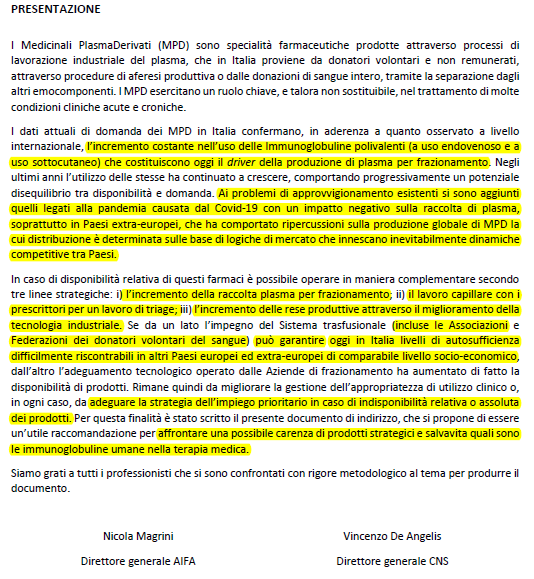 PRESENTAZIONE
I Medicinali PlasmaDerivati (MPD) sono specialità farmaceutiche prodotte attraverso processi di
lavorazione industriale del plasma, che in Italia proviene da donatori volontari e non remunerati,
attraverso procedure di aferesi produttiva o dalle donazioni di sangue intero, tramite la separazione dagli
altri emocomponenti. I MPD esercitano un ruolo chiave, e talora non sostituibile, nel trattamento di molte
condizioni cliniche acute e croniche.
I dati attuali di domanda dei MPD in Italia confermano, in aderenza a quanto osservato a livello
internazionale, l'incremento costante nell'uso delle Immunoglobuline polivalenti (a uso endovenoso e a
uso sottocutaneo) che costituiscono oggi il driver della produzione di plasma per frazionamento. Negli
ultimi anni l'utilizzo delle stesse ha continuato a crescere, comportando progressivamente un potenziale
disequilibrio tra disponibilità e domanda. Ai problemi di approvvigionamento esistenti si sono aggiunti
quelli legati alla pandemia causata dal Covid-19 con un impatto negativo sulla raccolta di plasma,
soprattutto in Paesi extra-europei, che ha comportato ripercussioni sulla produzione globale di MPD la
cui distribuzione è determinata sulle base di logiche di mercato che innescano inevitabilmente dinamiche
competitive tra Paesi.
In caso di disponibilità relativa di questi farmaci è possibile operare in maniera complementare secondo
tre linee strategiche: i) l'incremento della raccolta plasma per frazionamento; ii) il lavoro capillare con i
prescrittori per un lavoro di triage; iii) l'incremento delle rese produttive attraverso il miglioramento della
tecnologia industriale. Se da un lato l'impegno del Sistema trasfusionale (incluse le Associazioni e
Federazioni dei donatori volontari del sangue) può garantire oggi in Italia livelli di autosufficienza
difficilmente riscontrabili in altri Paesi europei ed extra-europei di comparabile livello socio-economico,
dall'altro l'adeguamento tecnologico operato dalle Aziende di frazionamento ha aumentato di fatto la
disponibilità di prodotti. Rimane quindi da migliorare la gestione dell'appropriatezza di utilizzo clinico o,
in ogni caso, da adeguare la strategia dell'impiego prioritario in caso di indisponibilità relativa o assoluta
dei prodotti. Per questa finalità è stato scritto il presente documento di indirizzo, che si propone di essere
un'utile raccomandazione per affrontare una possibile carenza di prodotti strategici e salvavita quali sono
le immunoglobuline umane nella terapia medica.
Siamo grati a tutti i professionisti che si sono confrontati con rigore metodologico al tema per produrre il
documento.
Nicola Magrini Vincenzo De Angelis
Direttore generale AIFA Direttore generale CNS